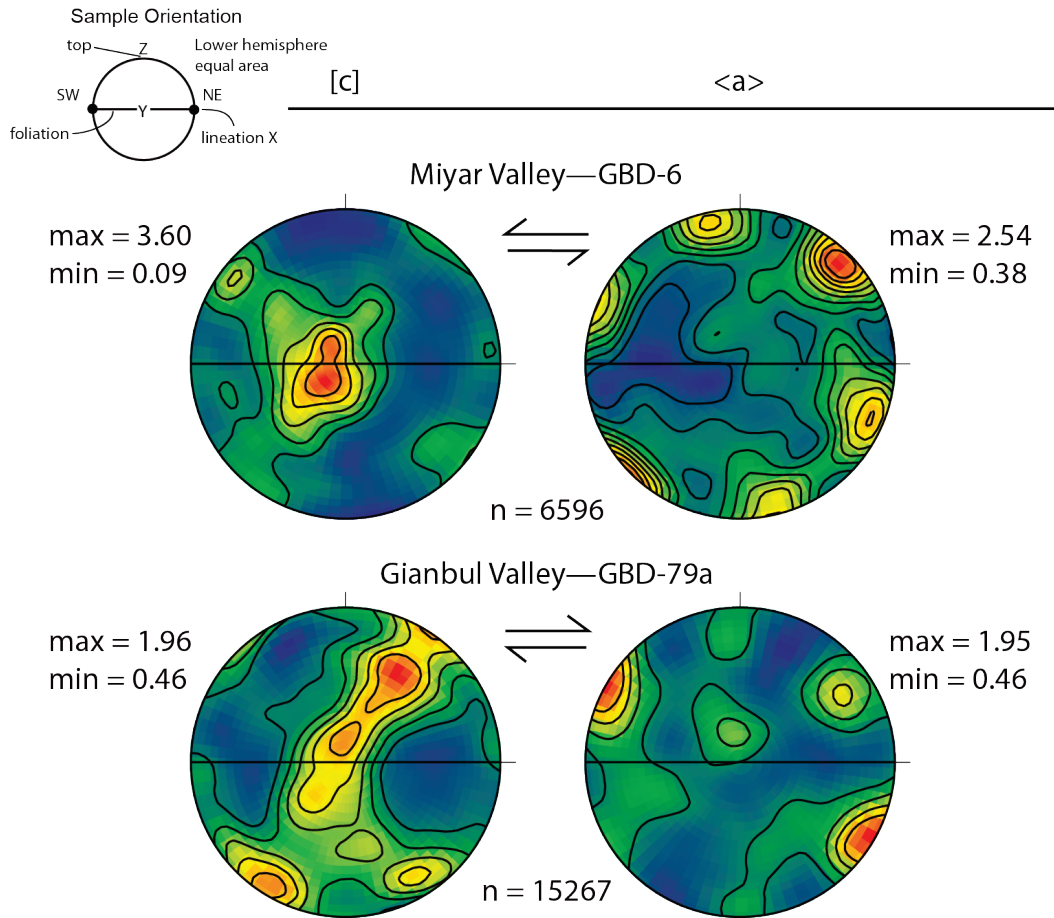 Sample Orientation
top
Z
Lower hemisphere
equal area
SW
Y
NE
foliation
lineation X
[c]
<a>
Miyar Valley—GBD-6
max = 3.60
min = 0.09
max = 2.54
min = 0.38
n = 6596
Gianbul Valley—GBD-79a
max = 1.96
min = 0.46
max = 1.95
min = 0.46
n = 15267